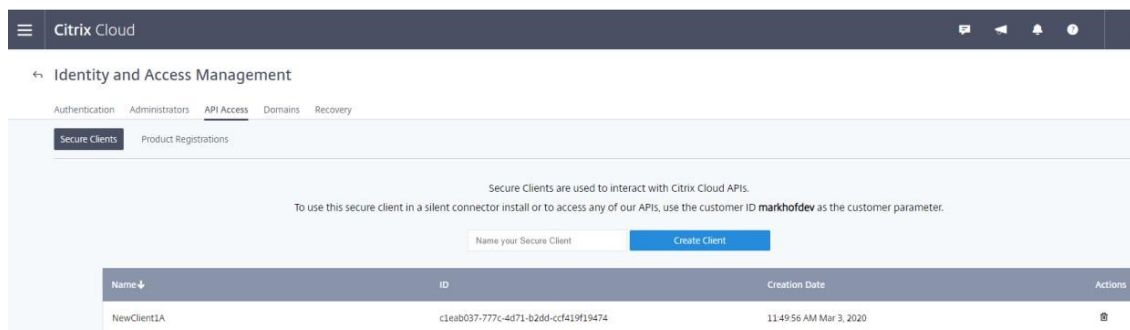 Citrix Cloud
Identity and Access Management
Authentication Administrators API Access Domains Recovery
Secure Clients Product Registrations
Secure Clients are used to interact with Citrix Cloud APIs.
To use this secure client in a silent connector install or to access any of our APIs, use the customer ID markhofdev as the customer parameter.
Name your Secure Client Create Client
Name ID Creation Date Actions
NewClient1A c1eab037-777c-4d71-b2dd-ccf419f19474 11:49:56 AM Mar 3, 2020